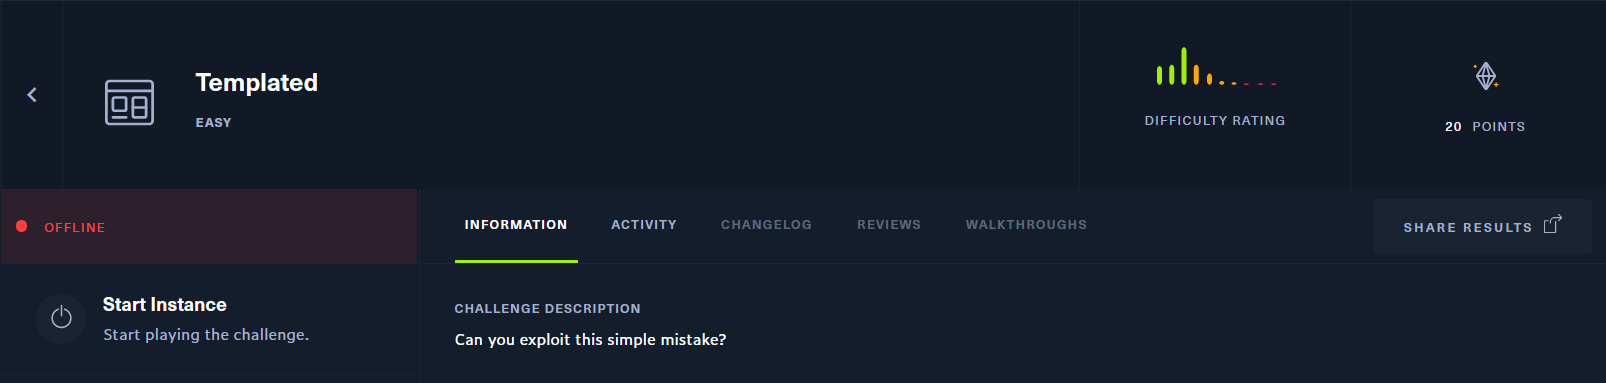 Templated
EASY
DIFFICULTY RATING
20 POINTS
OFFLINE
INFORMATION
ACTIVITY
CHANGELOG
REVIEWS
WALKTHROUGHS
SHARE RESULTS
Start Instance
Start playing the challenge.
CHALLENGE DESCRIPTION
Can you exploit this simple mistake?